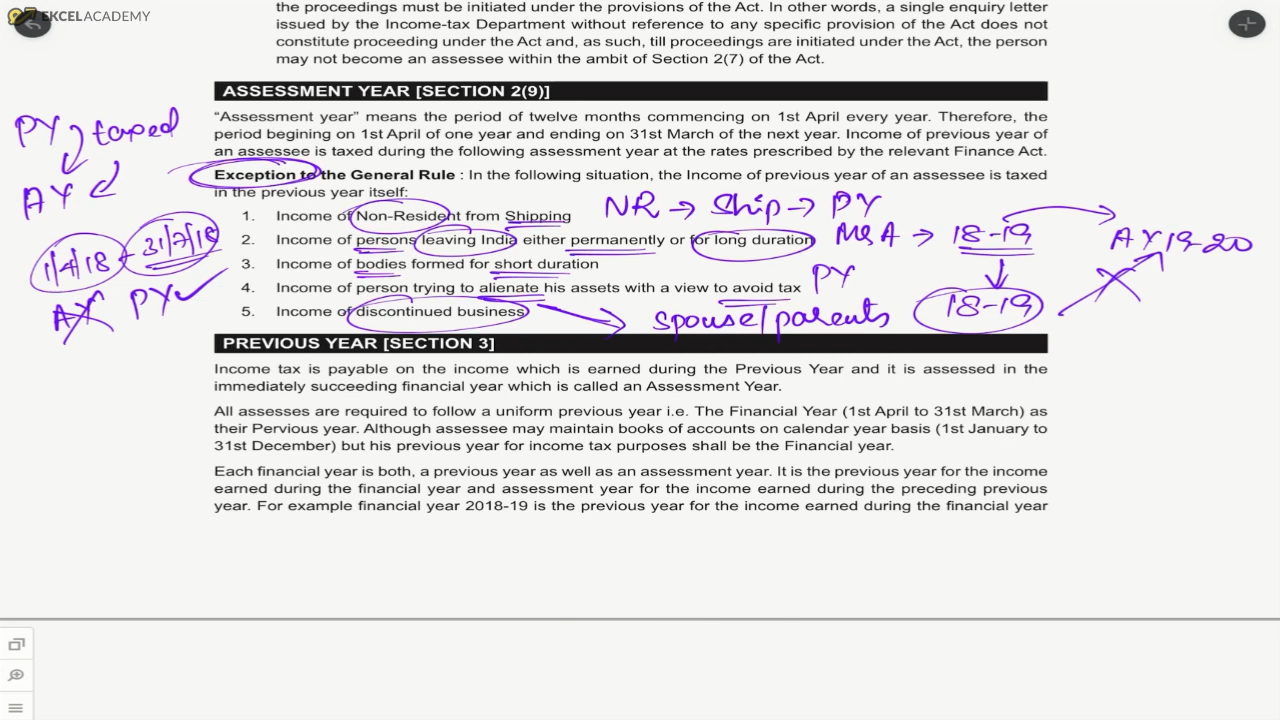 EKCEL ACADEMY
the proceedings must be initiated under the provisions of the Act. In other words, a single enquiry letter
issued by the Income-tax Department without reference to any specific provision of the Act does not
constitute proceeding under the Act and, as such, till proceedings are initiated under the Act, the person
may not become an assessee within the ambit of Section 2(7) of the Act.
ASSESSMENT YEAR [SECTION 2(9)]
“Assessment year” means the period of twelve months commencing on 1st April every year. Therefore, the
period begining on 1st April of one year and ending on 31st March of the next year. Income of previous year of
an assessee is taxed during the following assessment year at the rates prescribed by the relevant Finance Act.
PY taxed
AY
Exception to the General Rule : In the following situation, the Income of previous year of an assessee is taxed
in the previous year itself:
1. Income of Non-Resident from Shipping NR → Ship → PY
2. Income of persons leaving India either permanently or for long duration Mr A → 18-19 AY 19-20
1/4/18 - 31/7/18
3. Income of bodies formed for short duration
4. Income of person trying to alienate his assets with a view to avoid tax PY 18-19
AY PY
5. Income of discontinued business spouse/parents
PREVIOUS YEAR [SECTION 3]
Income tax is payable on the income which is earned during the Previous Year and it is assessed in the
immediately succeeding financial year which is called an Assessment Year.
All assesses are required to follow a uniform previous year i.e. The Financial Year (1st April to 31st March) as
their Pervious year. Although assessee may maintain books of accounts on calendar year basis (1st January to
31st December) but his previous year for income tax purposes shall be the Financial year.
Each financial year is both, a previous year as well as an assessment year. It is the previous year for the income
earned during the financial year and assessment year for the income earned during the preceding previous
year. For example financial year 2018-19 is the previous year for the income earned during the financial year